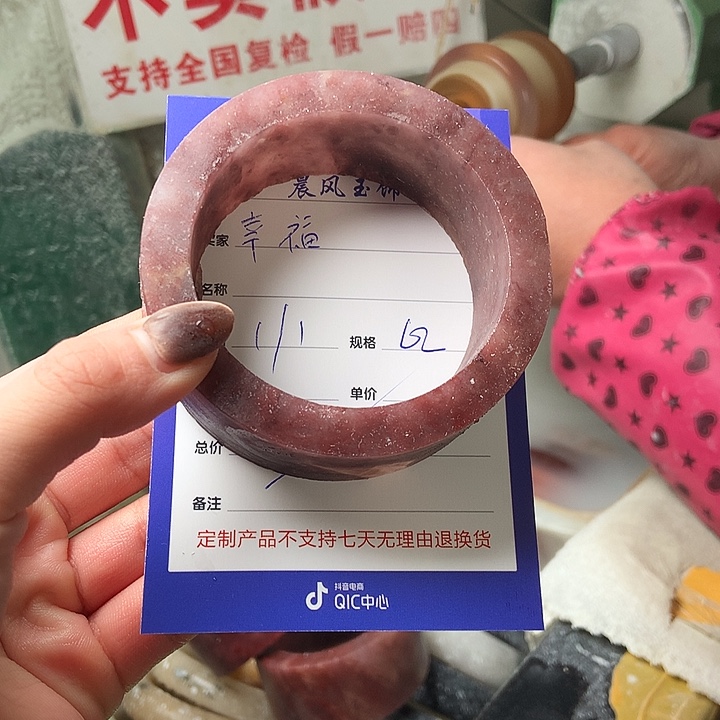 支持全国复检 假一赔
晨风玉饰
卖家 幸福
名称
1/1 规格 62
单价
总价
备注
定制产品不支持七天无理由退换货
抖音电商
QIC中心